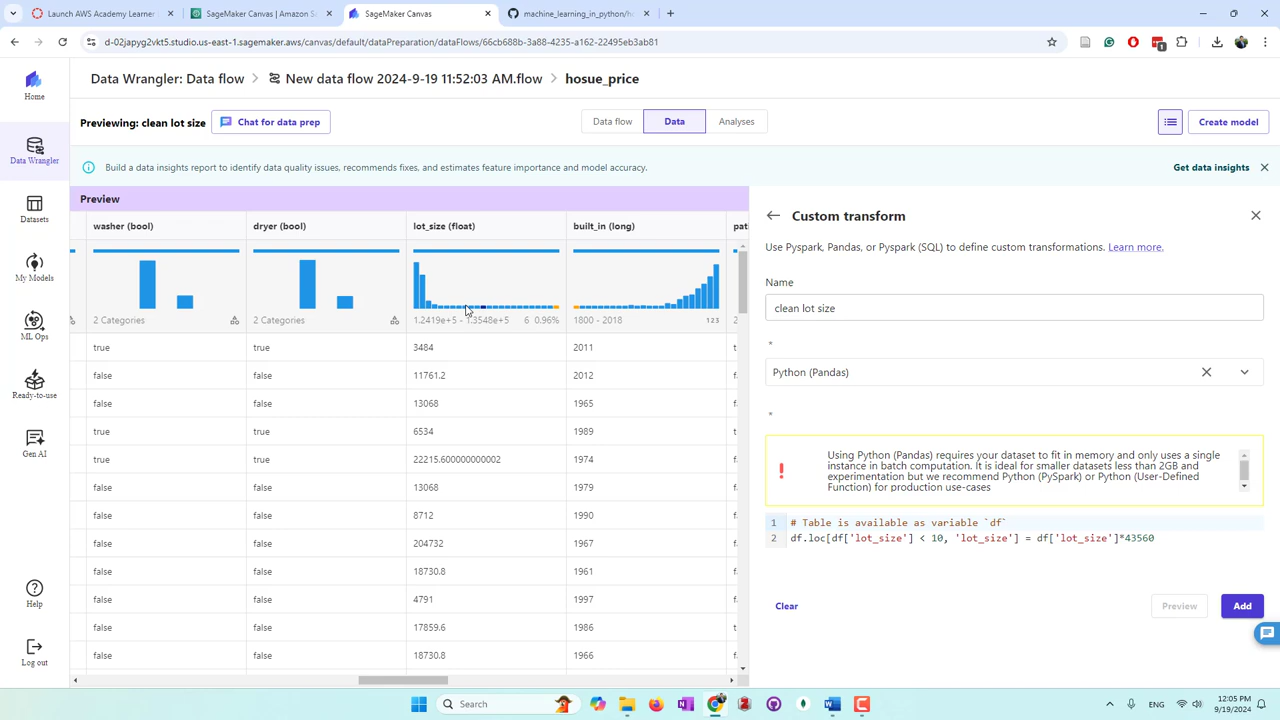 Launch AWS Academy Learner
SageMaker Canvas | Amazon S
SageMaker Canvas
machine_learning_in_python/ho
d-02japyg2vkt5.studio.us-east-1.sagemaker.aws/canvas/default/dataPreparation/dataFlows/66cb688b-3a88-4235-a162-22495eb3ab81
1
Home
Data Wrangler: Data flow > New data flow 2024-9-19 11:52:03 AM.flow > hosue_price
Previewing: clean lot size
Chat for data prep
Data flow
Data
Analyses
Create model
Data Wrangler
Build a data insights report to identify data quality issues, recommends fixes, and estimates feature importance and model accuracy.
Get data insights
Datasets
My Models
ML Ops
Ready-to-use
Gen AI
Help
Log out
Preview
washer (bool) dryer (bool) lot_size (float) built_in (long) pat
2 Categories 2 Categories 1.2419e+5 - 1.3548e+5 6 0.96% 1800 - 2018 123 2
true true 3484 2011 t
false false 11761.2 2012 f
false false 13068 1965 f
true true 6534 1989 t
true true 22215.600000000002 1974 f
false false 13068 1979 f
false false 8712 1990 f
false false 204732 1967 f
false false 18730.8 1961 f
false false 4791 1997 f
false false 17859.6 1986 t
false false 18730.8 1966 f
Custom transform
Use Pyspark, Pandas, or Pyspark (SQL) to define custom transformations. Learn more.
Name
clean lot size
*
Python (Pandas)
*
Using Python (Pandas) requires your dataset to fit in memory and only uses a single
instance in batch computation. It is ideal for smaller datasets less than 2GB and
experimentation but we recommend Python (PySpark) or Python (User-Defined
Function) for production use-cases
1 # Table is available as variable `df`
2 df.loc[df['lot_size'] < 10, 'lot_size'] = df['lot_size']*43560
Clear
Preview
Add
Search
ENG
12:05 PM
9/19/2024